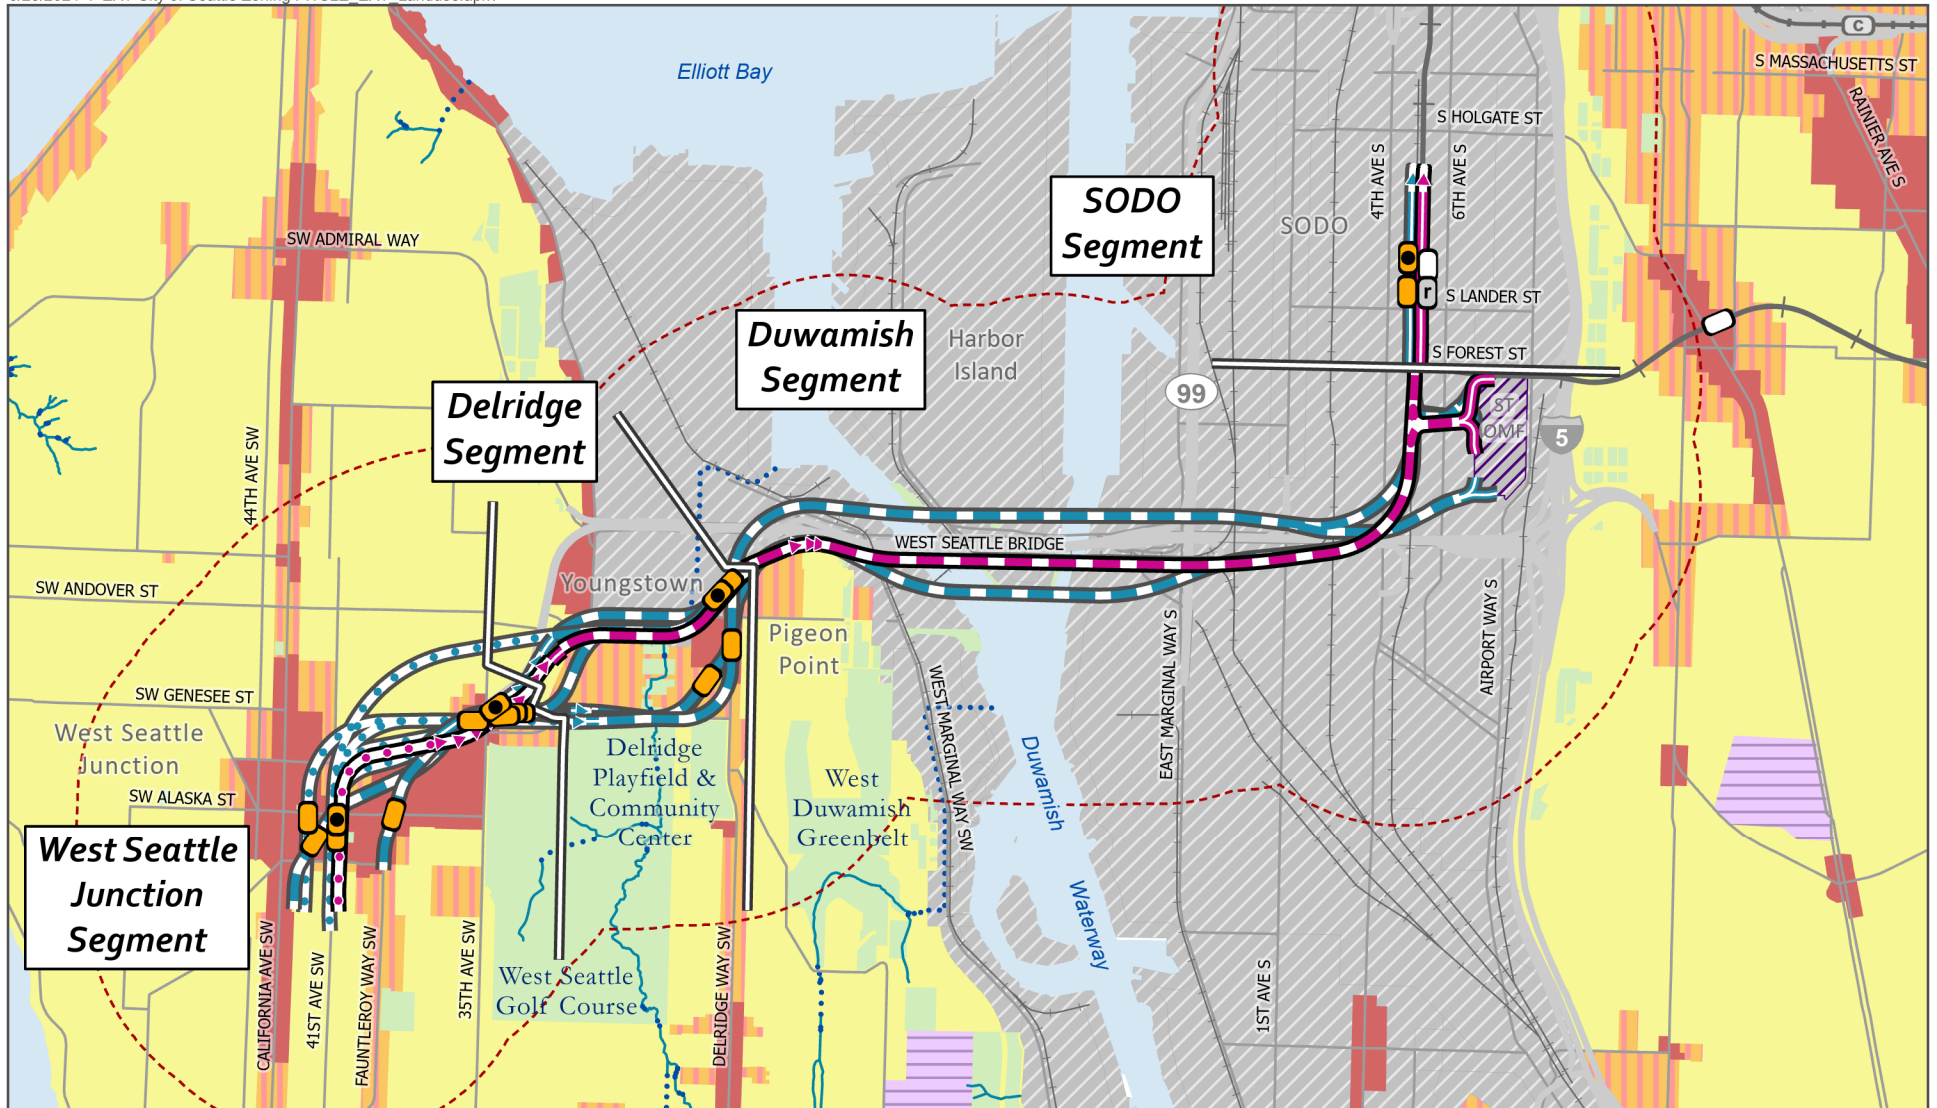 C
S MASSACHUSETTS ST
RAINIER AVE S
Elliott Bay
S HOLGATE ST
4TH AVE S
6TH AVE S
SODO
Segment
SODO
SW ADMIRAL WAY
r
S LANDER ST
Duwamish
Segment
Harbor
Island
S FOREST ST
99
ST
OMF
5
Delridge
Segment
44TH AVE SW
WEST SEATTLE BRIDGE
Youngstown
SW ANDOVER ST
Pigeon
Point
EAST MARGINAL WAY S
AIRPORT WAY S
WEST MARGINAL WAY SW
SW GENESEE ST
West Seattle
Junction
Delridge
Playfield &
Community
Center
West
Duwamish
Greenbelt
Duwamish
Waterway
SW ALASKA ST
West Seattle
Junction
Segment
CALIFORNIA AVE SW
41ST AVE SW
FAUNTLEROY WAY SW
35TH AVE SW
West Seattle
Golf Course
DELRIDGE WAY SW
1ST AVE S